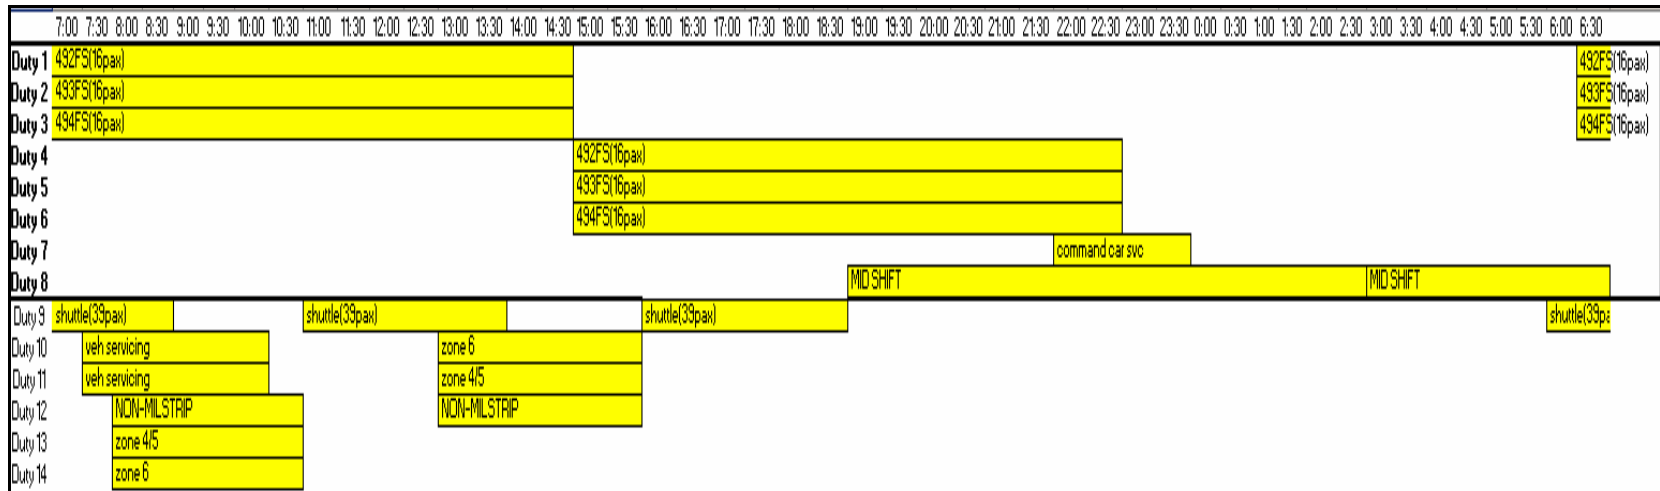 7:00 7:30 8:00 8:30 9:00 9:30 10:00 10:30 11:00 11:30 12:00 12:30 13:00 13:30 14:00 14:30 15:00 15:30 16:00 16:30 17:00 17:30 18:00 18:30 19:00 19:30 20:00 20:30 21:00 21:30 22:00 22:30 23:00 23:30 0:00 0:30 1:00 1:30 2:00 2:30 3:00 3:30 4:00 4:30 5:00 5:30 6:00 6:30
Duty 1 492FS(16pax) 492FS(16pax)
Duty 2 493FS(16pax) 493FS(16pax)
Duty 3 494FS(16pax) 494FS(16pax)
Duty 4 492FS(16pax)
Duty 5 493FS(16pax)
Duty 6 494FS(16pax)
Duty 7 command car svc
Duty 8 MID SHIFT MID SHIFT
Duty 9 shuttle(39pax) shuttle(39pax) shuttle(39pax) shuttle(39pa
Duty 10 veh servicing zone 6
Duty 11 veh servicing zone 4/5
Duty 12 NON-MILSTRIP NON-MILSTRIP
Duty 13 zone 4/5
Duty 14 zone 6